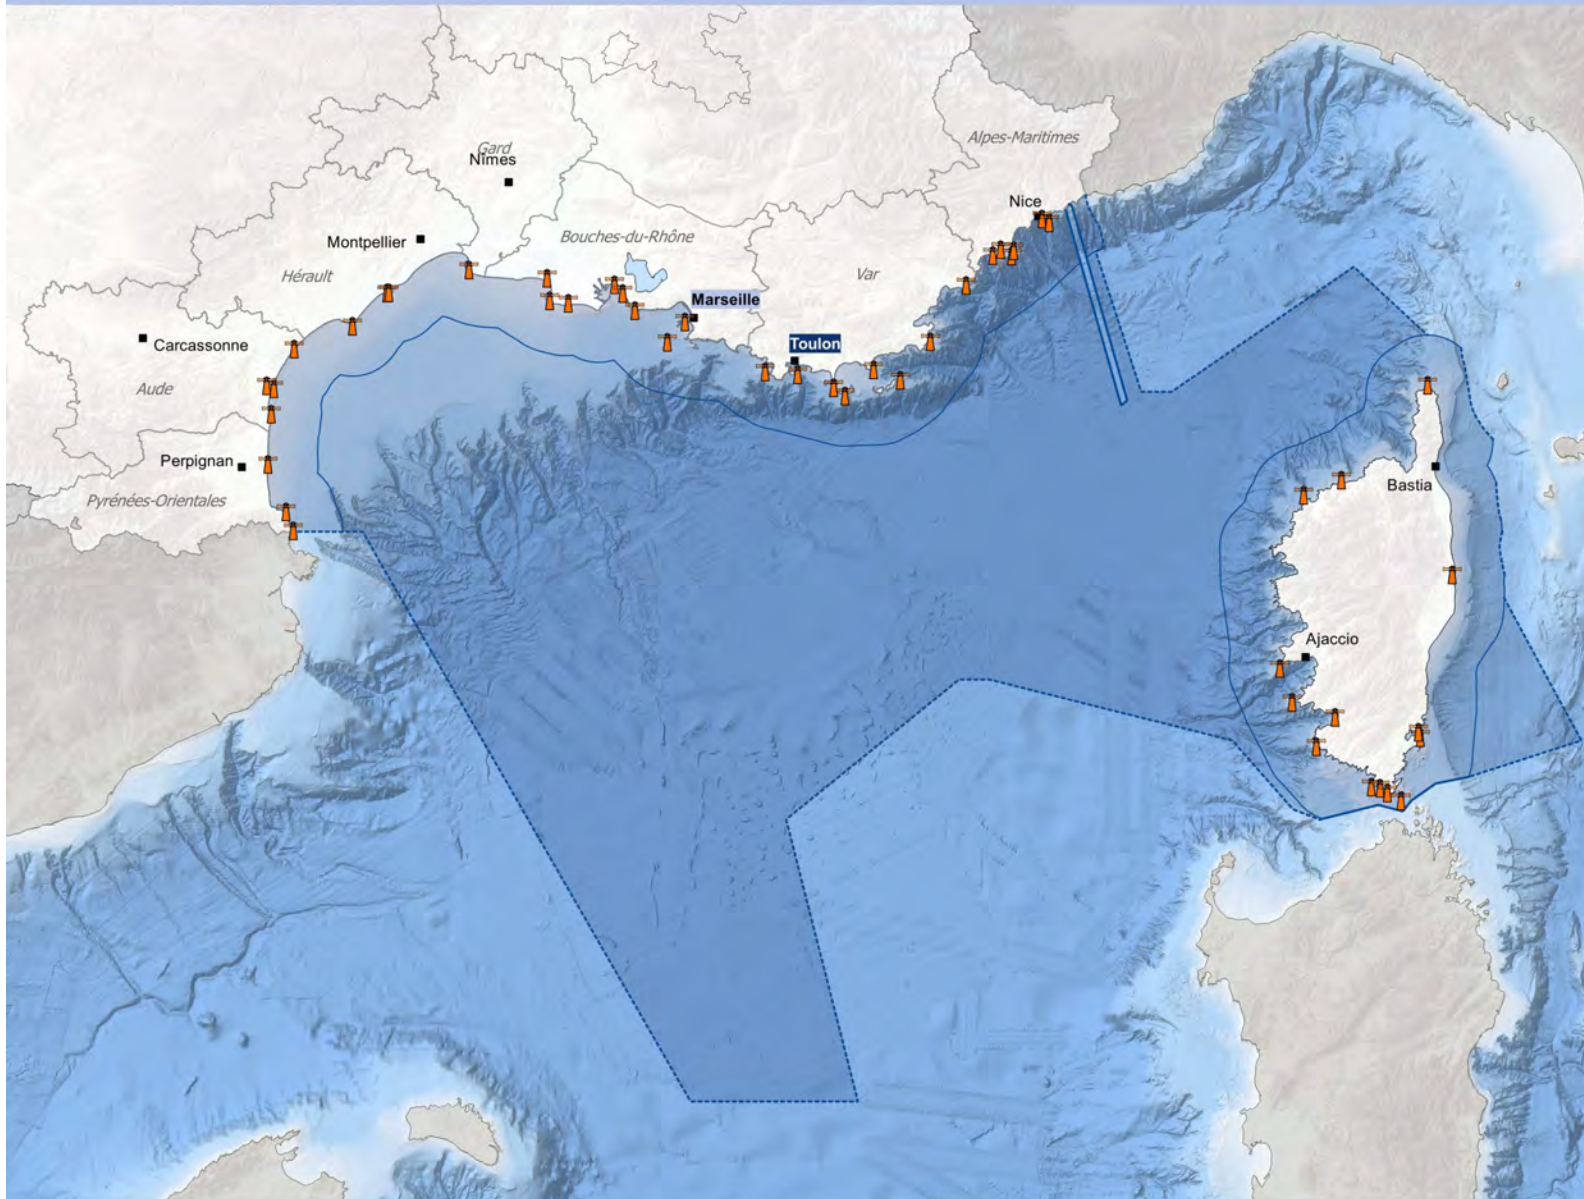 Alpes-Maritimes
Gard
Nîmes
Nice
Bouches-du-Rhône
Montpellier
Hérault
Var
Marseille
Carcassonne
Toulon
Aude
Perpignan
Bastia
Pyrénées-Orientales
Ajaccio